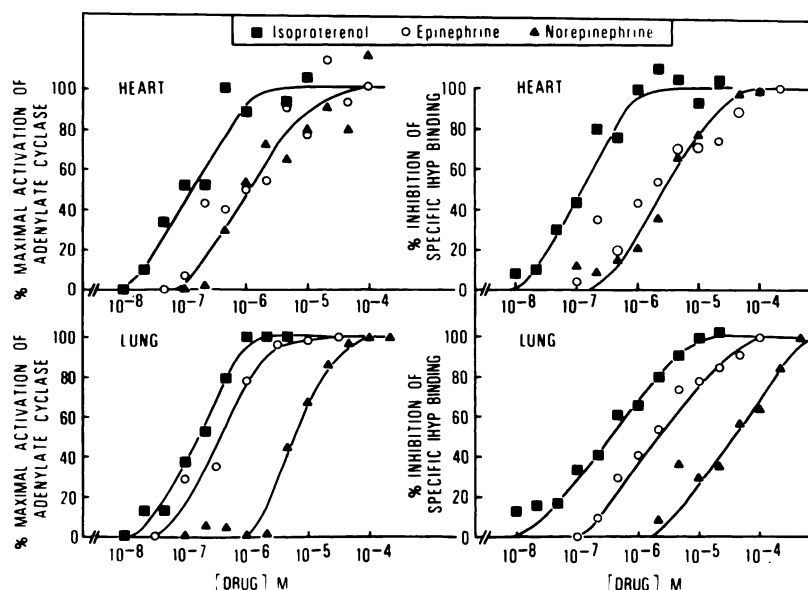 ■ Isoproterenol ○ Epinephrine ▲ Norepinephrine
HEART
% MAXIMAL ACTIVATION OF
ADENYLATE CYCLASE
100
80
60
40
20
0
10⁻⁸ 10⁻⁷ 10⁻⁶ 10⁻⁵ 10⁻⁴
HEART
% INHIBITION OF
SPECIFIC IHYP BINDING
100
80
60
40
20
0
10⁻⁸ 10⁻⁷ 10⁻⁶ 10⁻⁵ 10⁻⁴
LUNG
% MAXIMAL ACTIVATION OF
ADENYLATE CYCLASE
100
80
60
40
20
0
10⁻⁸ 10⁻⁷ 10⁻⁶ 10⁻⁵ 10⁻⁴
[DRUG] M
LUNG
% INHIBITION OF
SPECIFIC IHYP BINDING
100
80
60
40
20
0
10⁻⁸ 10⁻⁷ 10⁻⁶ 10⁻⁵ 10⁻⁴
[DRUG] M